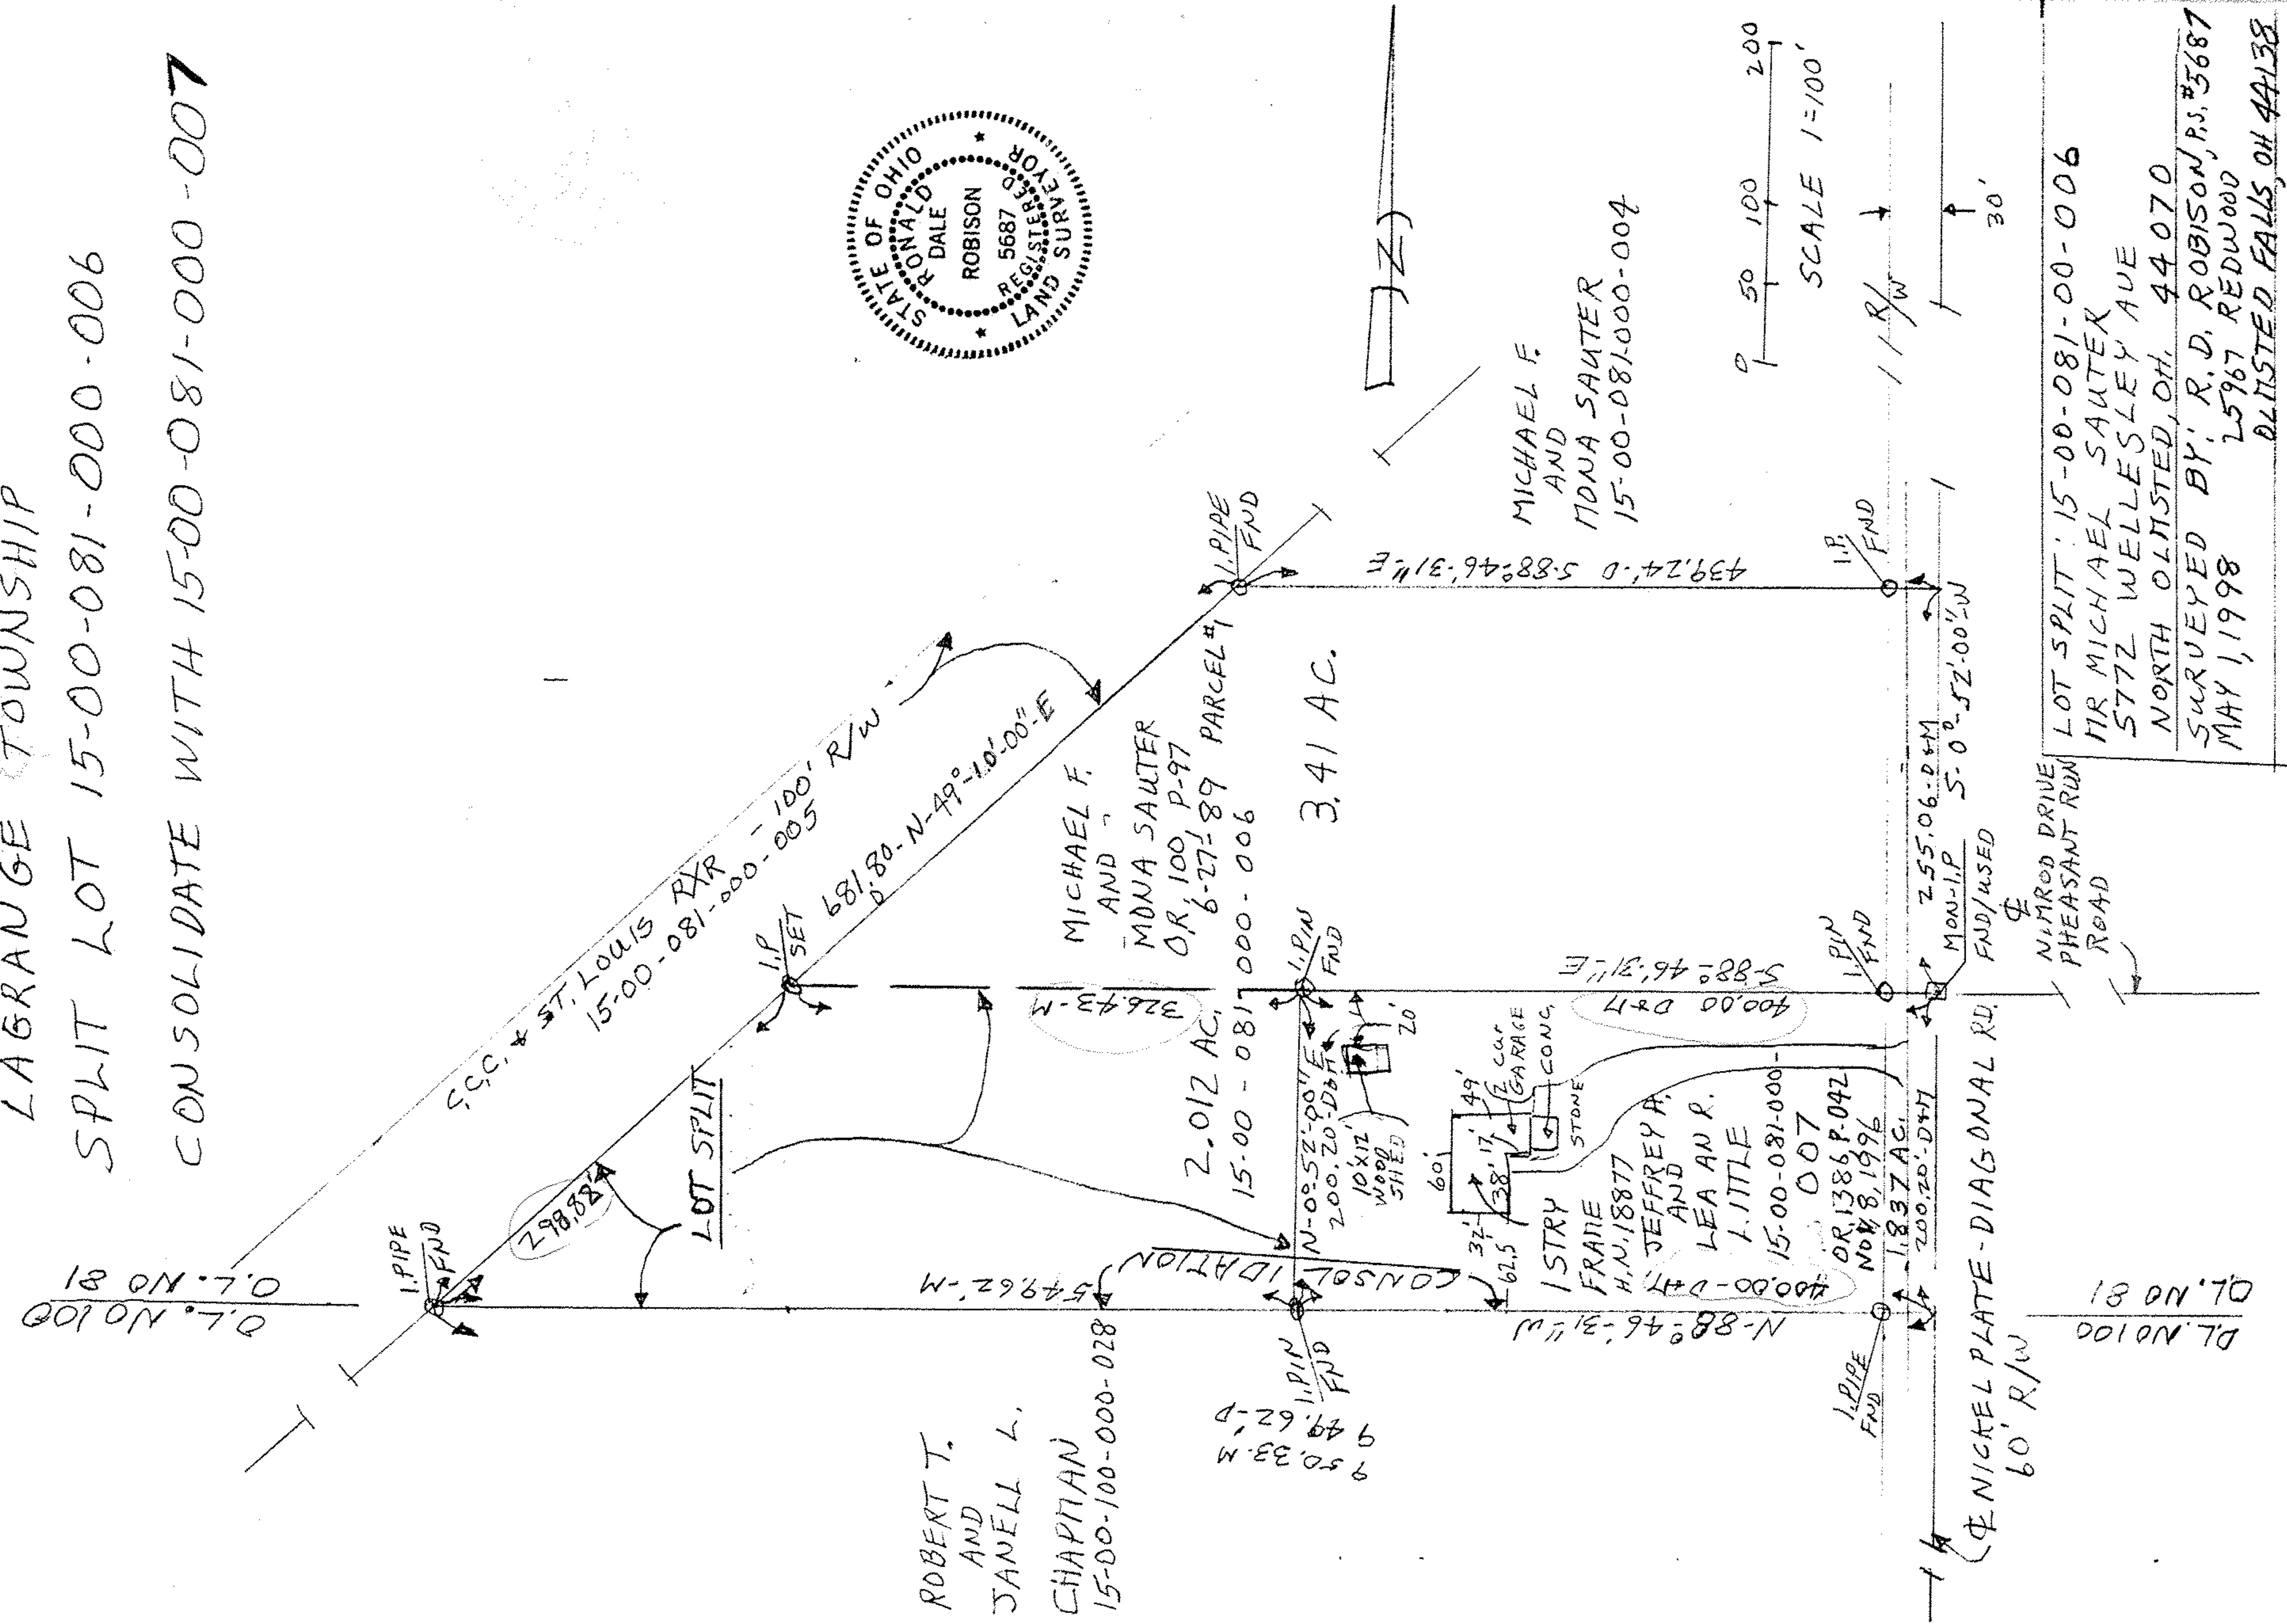 LAGRANGE TOWNSHIP
SPLIT LOT 15-00-081-000-006
CONSOLIDATE WITH 15-00-081-000-007
STATE OF OHIO
RONALD
DALE
ROBISON
5687
REGISTERED
LAND SURVEYOR
O.L. NO 100
O.L. NO 81
I.PIPE
FND
298.88'
LOT SPLIT
& ST. LOUIS RXR - 100' R/W
15-00-081-000-005
I.P
SET
681.80-N-49°-10'-00"-E
D
I.PIPE
FND
MICHAEL F.
AND
MONA SAUTER
OR, 100, P-97
6-27-89 PARCEL #1
15-00-081-000-006
2.012 AC.
3.41 AC.
326.43-M
549.62'-M
CONSOLIDATION
ROBERT T.
AND
JANELL L.
CHAPMAN
15-00-100-000-028
I.PIN
FND
950.33-M
949.62'-D
I.PIN
FND
N-0°-52'-00"E
200.20'-D&M
10'X12'
WOOD
SHED
20'
60'
49'
32'
38'
17'
62.5
2 CAR
GARAGE
CONC.
STONE
1 STRY
FRAME
H.N. 18877
JEFFREY A.
AND
LEA AN R.
LITTLE
15-00-081-000-
007
OR, 1386, P-042
NOV, 8, 1996
1.837 AC.
200.20'-D&M
400.00-D&M
N-88°-46'-31"W
400.00 D&M
S-88°-46'-31"E
I.PIPE
FND
I.PIN
FND
255.06-D&M
MON-I.P
FND/USED
S-0°-52'-00"-W
439.24'-D S-88°-46'-31"E
I.P.
FND
MICHAEL F.
AND
MONA SAUTER
15-00-081-000-004
N
0 50 100 200
SCALE 1=100'
R/W
30'
℄ NIMROD DRIVE
PHEASANT RUN
ROAD
℄ NICKEL PLATE-DIAGONAL RD.
60' R/W
O.L. NO 100
O.L. NO 81
LOT SPLIT: 15-00-081-00-006
MR MICHAEL SAUTER
5772 WELLESLEY AVE
NORTH OLMSTED, OH. 44070
SURVEYED BY: R.D. ROBISON, P.S. #5687
MAY 1, 1998 25967 REDWOOD
OLMSTED FALLS, OH 44138